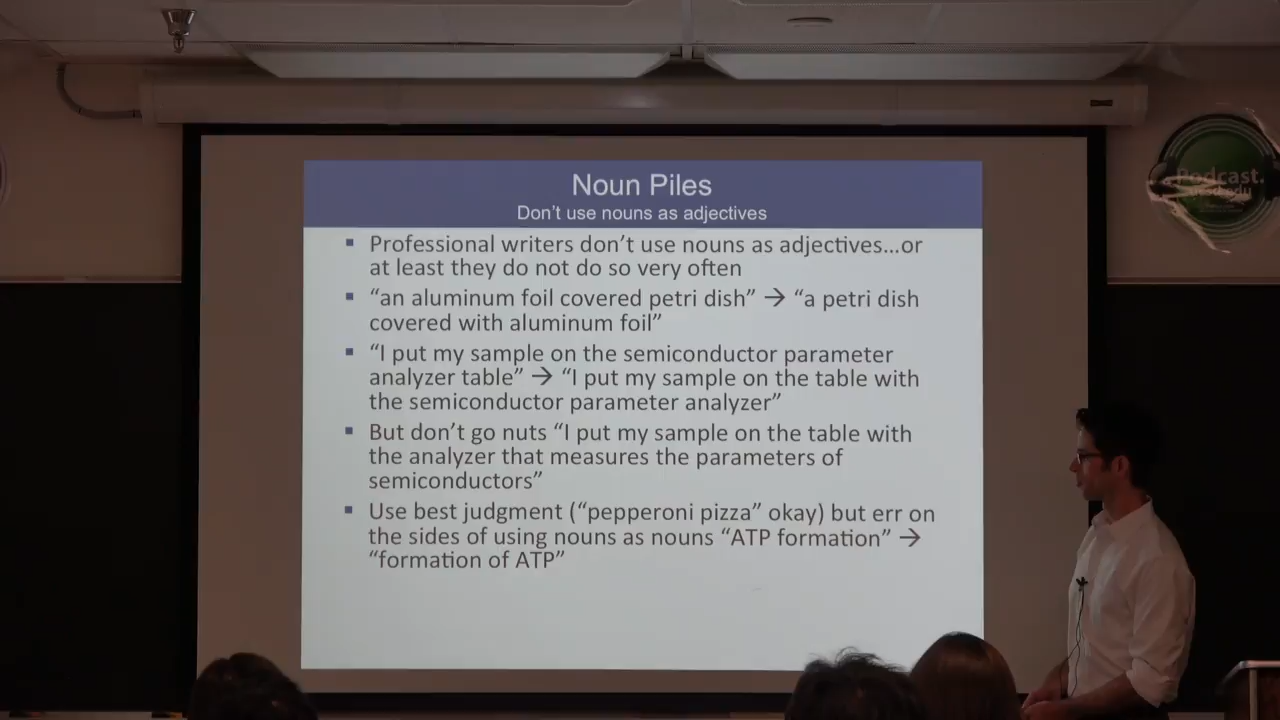 Noun Piles
Don't use nouns as adjectives
▪ Professional writers don't use nouns as adjectives...or
at least they do not do so very often
▪ “an aluminum foil covered petri dish” → “a petri dish
covered with aluminum foil”
▪ “I put my sample on the semiconductor parameter
analyzer table” → “I put my sample on the table with
the semiconductor parameter analyzer”
▪ But don't go nuts “I put my sample on the table with
the analyzer that measures the parameters of
semiconductors”
▪ Use best judgment (“pepperoni pizza” okay) but err on
the sides of using nouns as nouns “ATP formation” →
“formation of ATP”
Podcast.
ucsd.edu